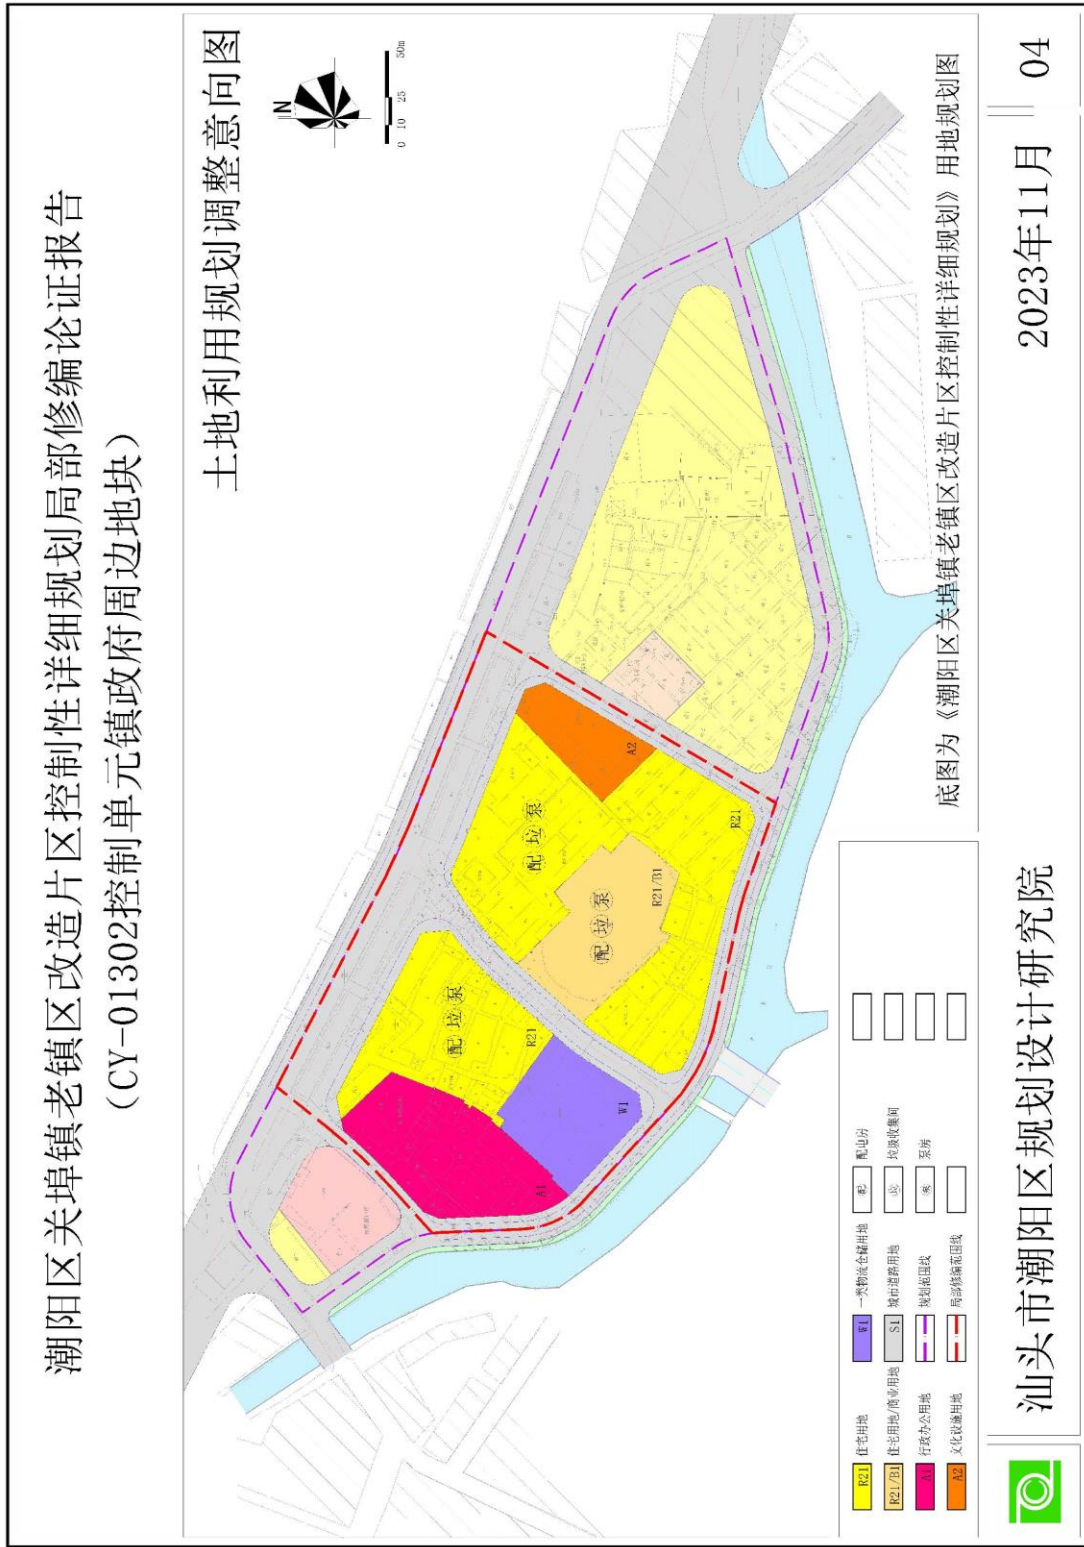 潮阳区关埠镇老镇区改造片区控制性详细规划局部修编论证报告
(CY-01302控制单元镇政府周边地块)
土地利用规划调整意向图
N
0 10 25 50m
A2
配 垃 泵
R21
配 垃 泵
R21/B1
配 垃 泵
R21
W1
A1
底图为《潮阳区关埠镇老镇区改造片区控制性详细规划》用地规划图
R21 住宅用地
R21/B1 住宅用地/商业用地
A1 行政办公用地
A2 文化设施用地
W1 一类物流仓储用地
S1 城市道路用地
规划范围线
局部修编范围线
配 配电房
垃 垃圾收集间
泵 泵房
汕头市潮阳区规划设计研究院
2023年11月
04